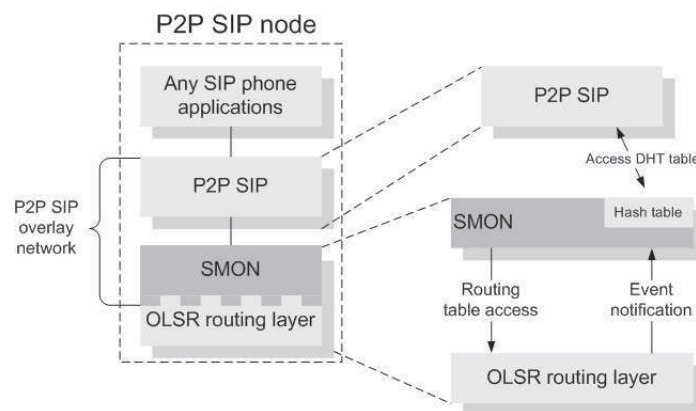 P2P SIP node
Any SIP phone
applications
P2P SIP
P2P SIP
overlay
network
SMON
OLSR routing layer
P2P SIP
Access DHT table
Hash table
SMON
Routing
table access
Event
notification
OLSR routing layer